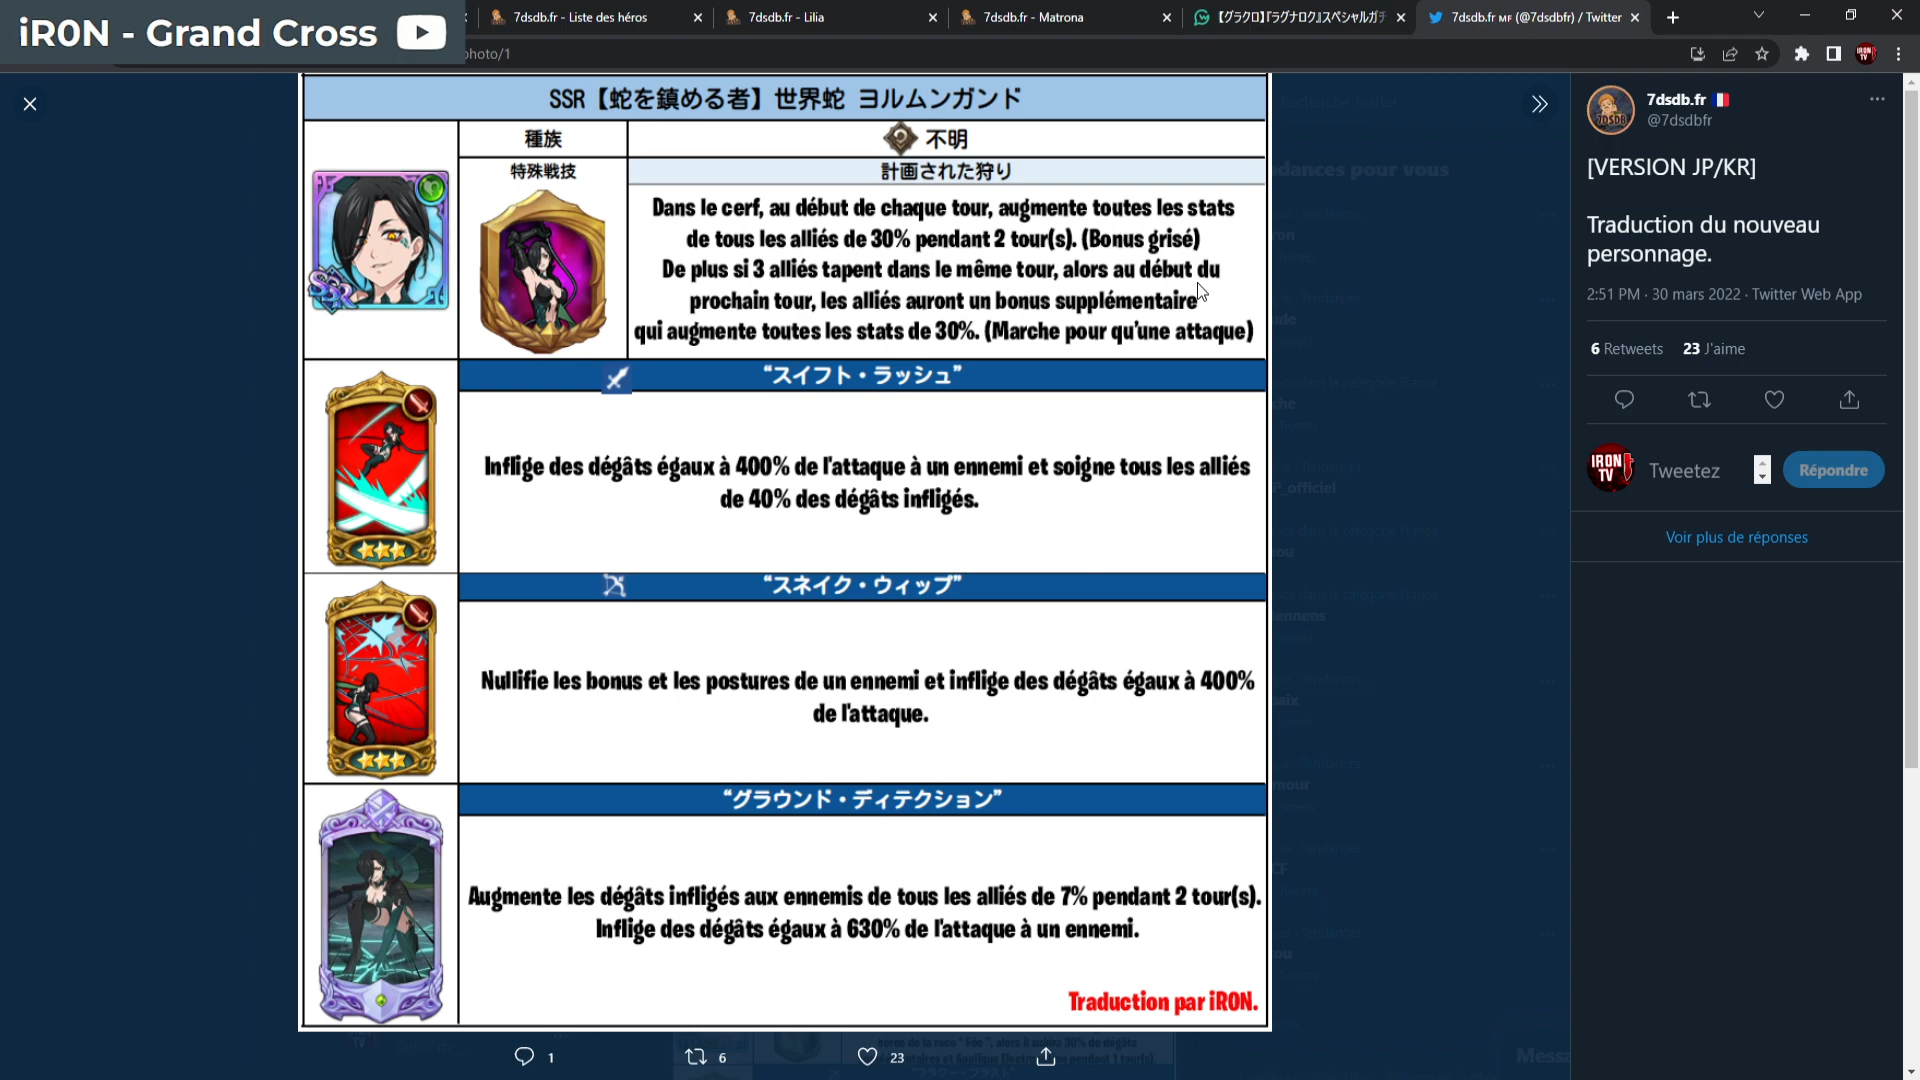 iR0N - Grand Cross
7dsdb.fr - Liste des héros
7dsdb.fr - Lilia
7dsdb.fr - Matrona
【グラクロ】『ラグナロク』スペシャルガチ
7dsdb.fr MF (@7dsdbfr) / Twitter
photo/1
SSR【蛇を鎮める者】世界蛇 ヨルムンガンド
種族
不明
特殊戦技
計画された狩り
Dans le cerf, au début de chaque tour, augmente toutes les stats
de tous les alliés de 30% pendant 2 tour(s). (Bonus grisé)
De plus si 3 alliés tapent dans le même tour, alors au début du
prochain tour, les alliés auront un bonus supplémentaire
qui augmente toutes les stats de 30%. (Marche pour qu'une attaque)
SSR
“スイフト・ラッシュ”
Inflige des dégâts égaux à 400% de l'attaque à un ennemi et soigne tous les alliés
de 40% des dégâts infligés.
“スネイク・ウィップ”
Nullifie les bonus et les postures de un ennemi et inflige des dégâts égaux à 400%
de l'attaque.
“グラウンド・ディテクション”
Augmente les dégâts infligés aux ennemis de tous les alliés de 7% pendant 2 tour(s).
Inflige des dégâts égaux à 630% de l'attaque à un ennemi.
Traduction par iR0N.
1
6
23
7dsdb.fr
@7dsdbfr
[VERSION JP/KR]
Traduction du nouveau
personnage.
2:51 PM · 30 mars 2022 · Twitter Web App
6 Retweets 23 J'aime
IRON
TV
Tweetez
Répondre
Voir plus de réponses
dances pour vous
P_officiel
Messa